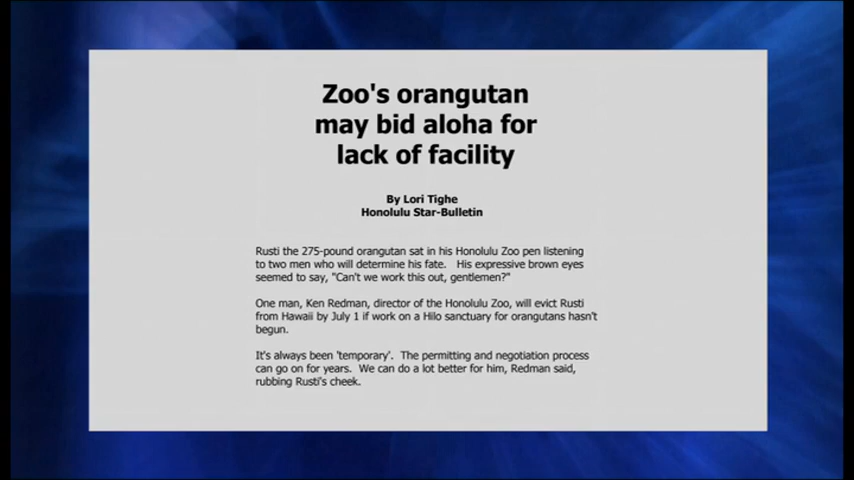 Zoo's orangutan
may bid aloha for
lack of facility
By Lori Tighe
Honolulu Star-Bulletin
Rusti the 275-pound orangutan sat in his Honolulu Zoo pen listening
to two men who will determine his fate.   His expressive brown eyes
seemed to say, "Can't we work this out, gentlemen?"
One man, Ken Redman, director of the Honolulu Zoo, will evict Rusti
from Hawaii by July 1 if work on a Hilo sanctuary for orangutans hasn't
begun.
It's always been 'temporary'.  The permitting and negotiation process
can go on for years.  We can do a lot better for him, Redman said,
rubbing Rusti's cheek.